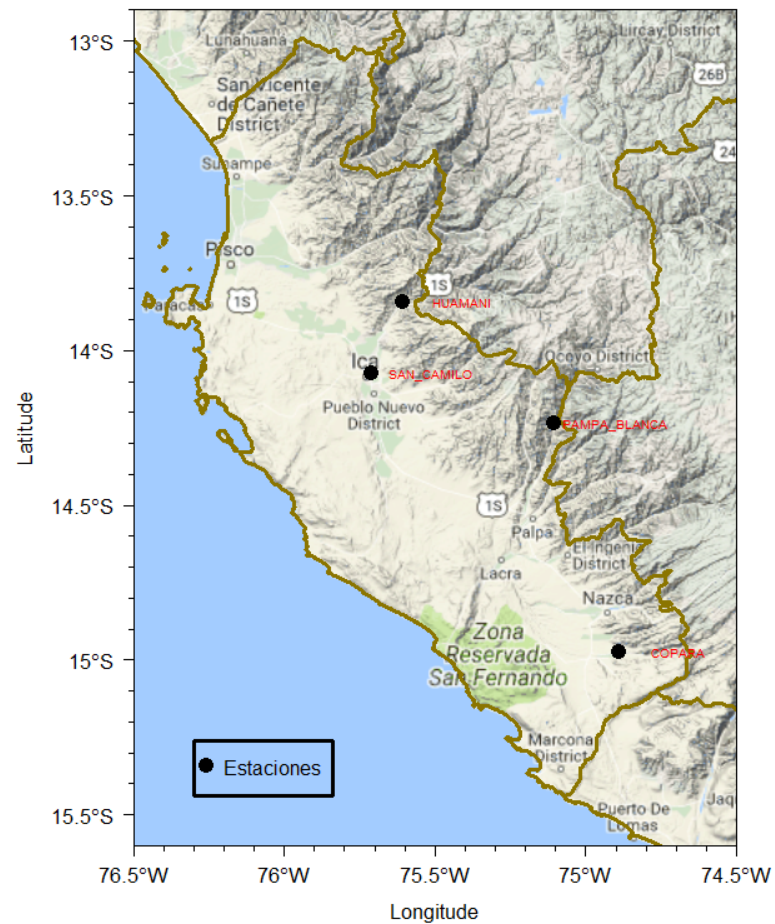 13°S
13.5°S
14°S
14.5°S
15°S
15.5°S
Latitude
Lunahuana
Lircay District
26B
San Vicente
de Cañete
District
24
Sunampe
Pisco
1S
1S
HUAMANI
Paracas
Ocoyo District
Ica
SAN_CAMILO
Pueblo Nuevo
District
PAMPA_BLANCA
1S
Palpa
El Ingenio
District
Lacra
Nazca
Zona
Reservada
San Fernando
COPARA
Marcona
District
Estaciones
Puerto De
Lomas
Jaq
76.5°W
76°W
75.5°W
75°W
74.5°W
Longitude